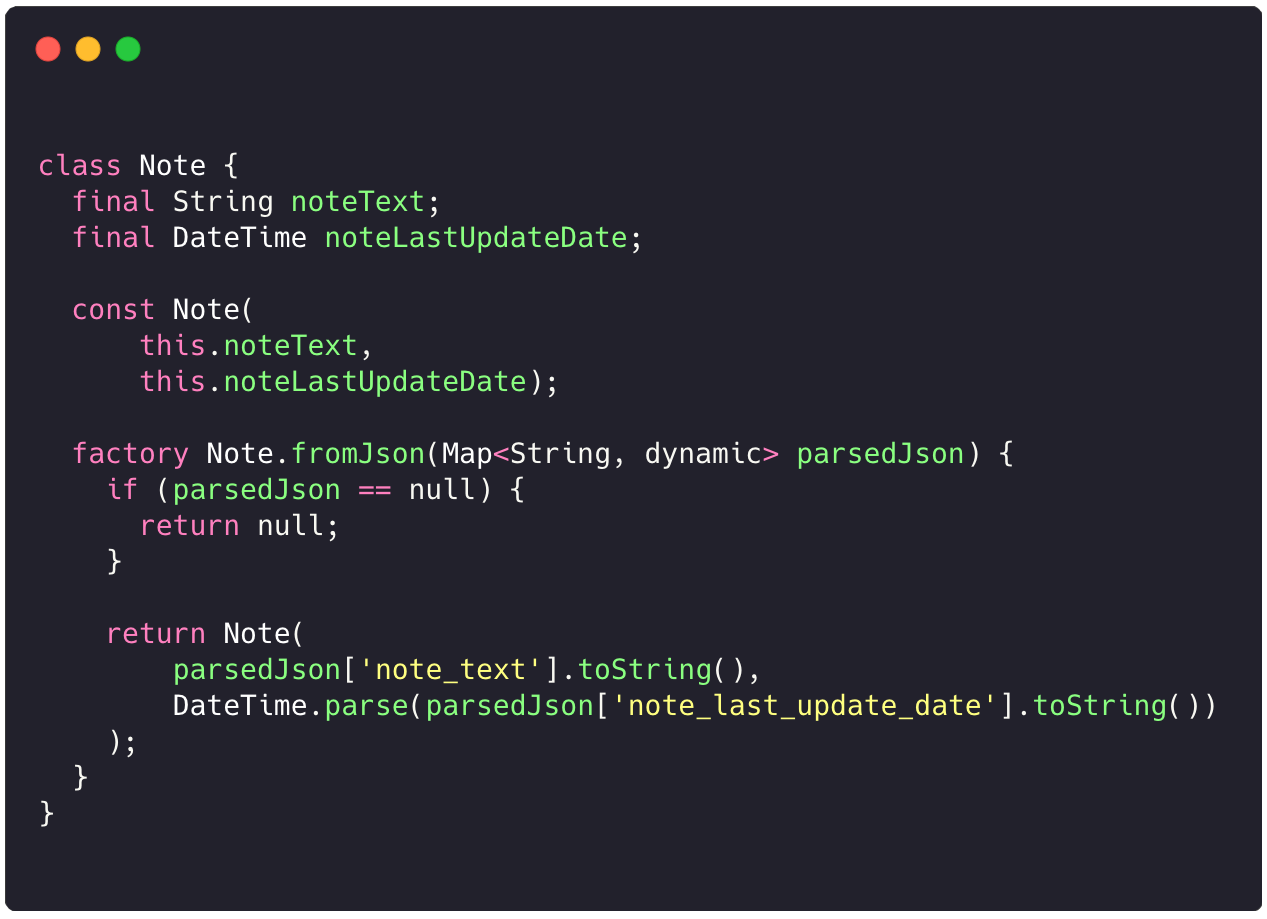 class Note {
  final String noteText;
  final DateTime noteLastUpdateDate;

  const Note(
      this.noteText,
      this.noteLastUpdateDate);

  factory Note.fromJson(Map<String, dynamic> parsedJson) {
    if (parsedJson == null) {
      return null;
    }

    return Note(
        parsedJson['note_text'].toString(),
        DateTime.parse(parsedJson['note_last_update_date'].toString())
    );
  }
}